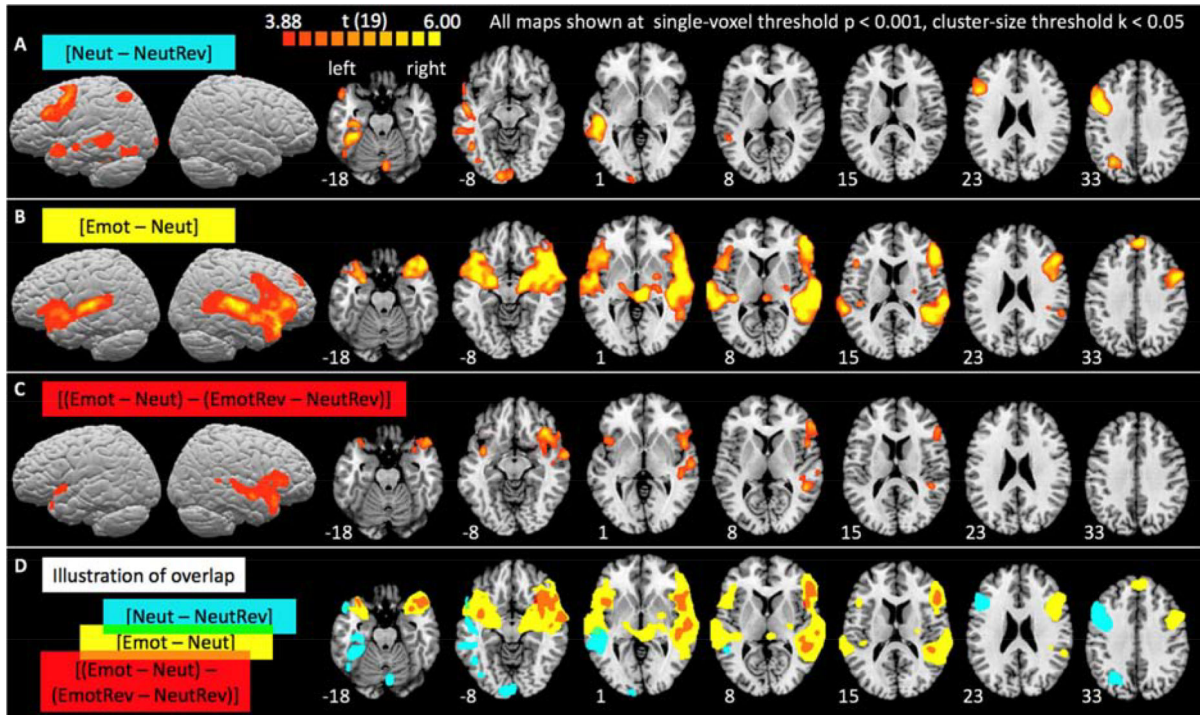 3.88 t (19) 6.00 All maps shown at single-voxel threshold p < 0.001, cluster-size threshold k < 0.05
A
[Neut – NeutRev]
left right
-18 -8 1 8 15 23 33
B
[Emot – Neut]
-18 -8 1 8 15 23 33
C
[(Emot – Neut) – (EmotRev – NeutRev)]
-18 -8 1 8 15 23 33
D
Illustration of overlap
[Neut – NeutRev]
[Emot – Neut]
[(Emot – Neut) –
(EmotRev – NeutRev)]
-18 -8 1 8 15 23 33